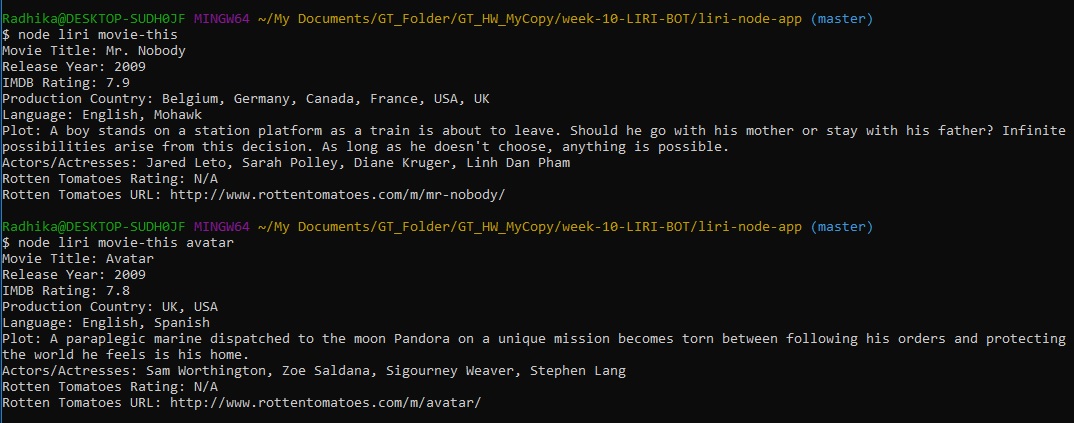 Radhika@DESKTOP-SUDH0JF MINGW64 ~/My Documents/GT_Folder/GT_HW_MyCopy/week-10-LIRI-BOT/liri-node-app (master)
$ node liri movie-this
Movie Title: Mr. Nobody
Release Year: 2009
IMDB Rating: 7.9
Production Country: Belgium, Germany, Canada, France, USA, UK
Language: English, Mohawk
Plot: A boy stands on a station platform as a train is about to leave. Should he go with his mother or stay with his father? Infinite
possibilities arise from this decision. As long as he doesn't choose, anything is possible.
Actors/Actresses: Jared Leto, Sarah Polley, Diane Kruger, Linh Dan Pham
Rotten Tomatoes Rating: N/A
Rotten Tomatoes URL: http://www.rottentomatoes.com/m/mr-nobody/
Radhika@DESKTOP-SUDH0JF MINGW64 ~/My Documents/GT_Folder/GT_HW_MyCopy/week-10-LIRI-BOT/liri-node-app (master)
$ node liri movie-this avatar
Movie Title: Avatar
Release Year: 2009
IMDB Rating: 7.8
Production Country: UK, USA
Language: English, Spanish
Plot: A paraplegic marine dispatched to the moon Pandora on a unique mission becomes torn between following his orders and protecting
the world he feels is his home.
Actors/Actresses: Sam Worthington, Zoe Saldana, Sigourney Weaver, Stephen Lang
Rotten Tomatoes Rating: N/A
Rotten Tomatoes URL: http://www.rottentomatoes.com/m/avatar/